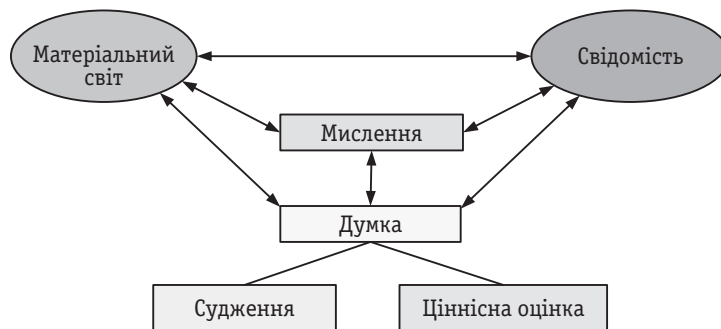 Матеріальний
світ
Свідомість
Мислення
Думка
Судження
Ціннісна оцінка